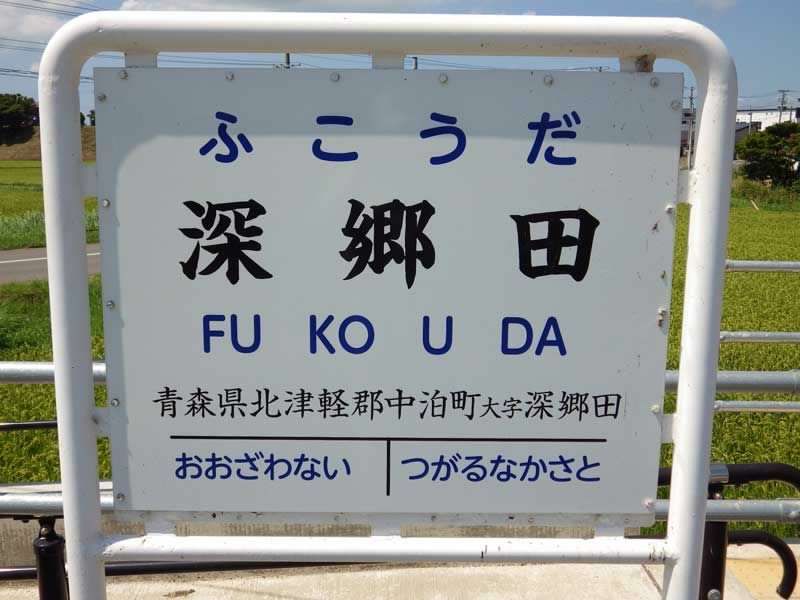 ふこうだ
深郷田
FU KO U DA
青森県北津軽郡中泊町大字深郷田
おおざわない つがるなかさと